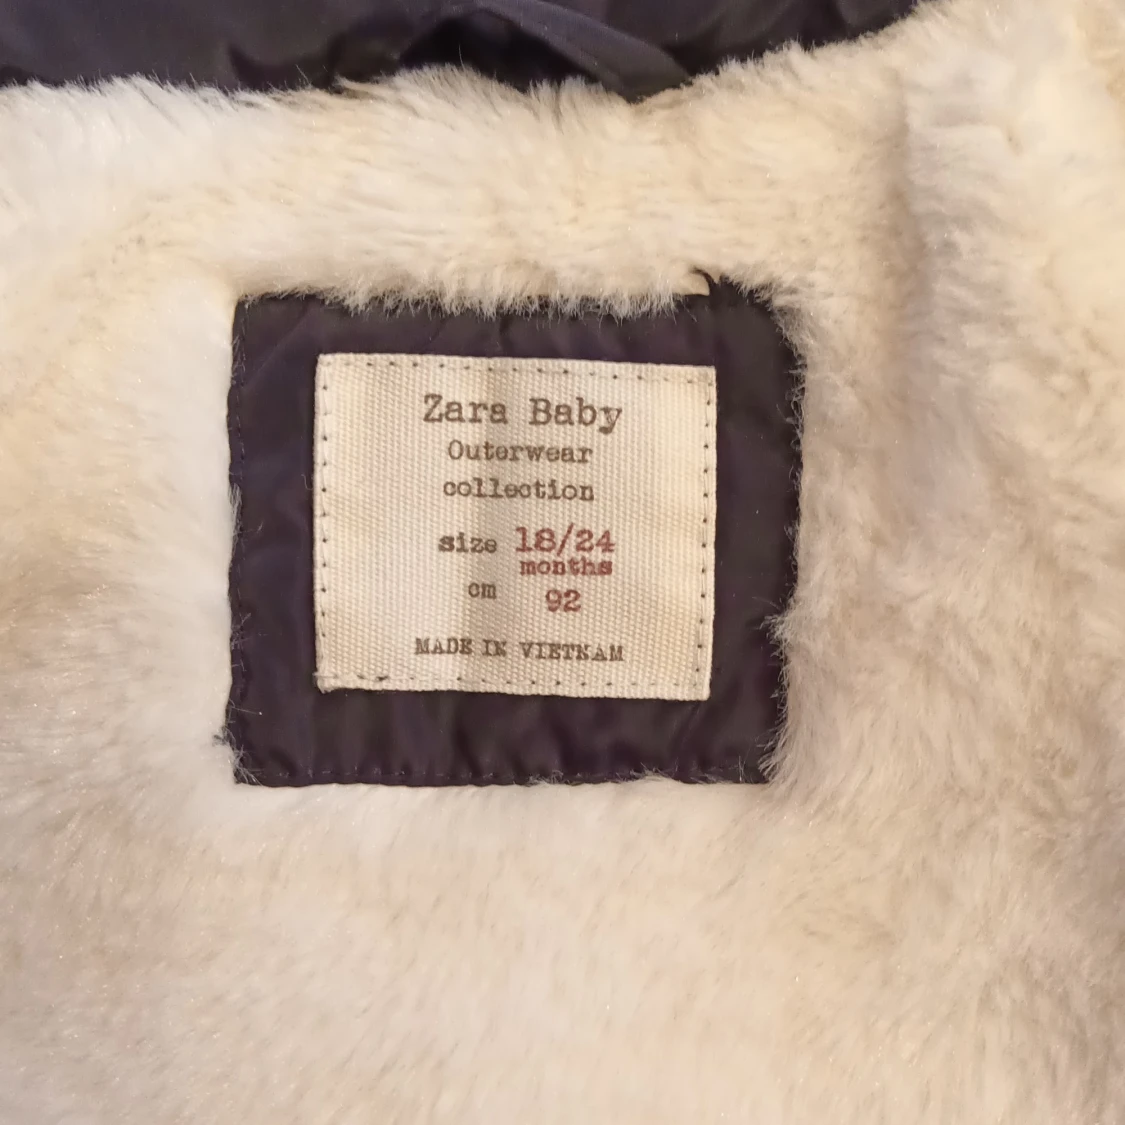 Zara Baby
Outerwear
collection
size 18/24
months
cm 92
MADE IN VIETNAM